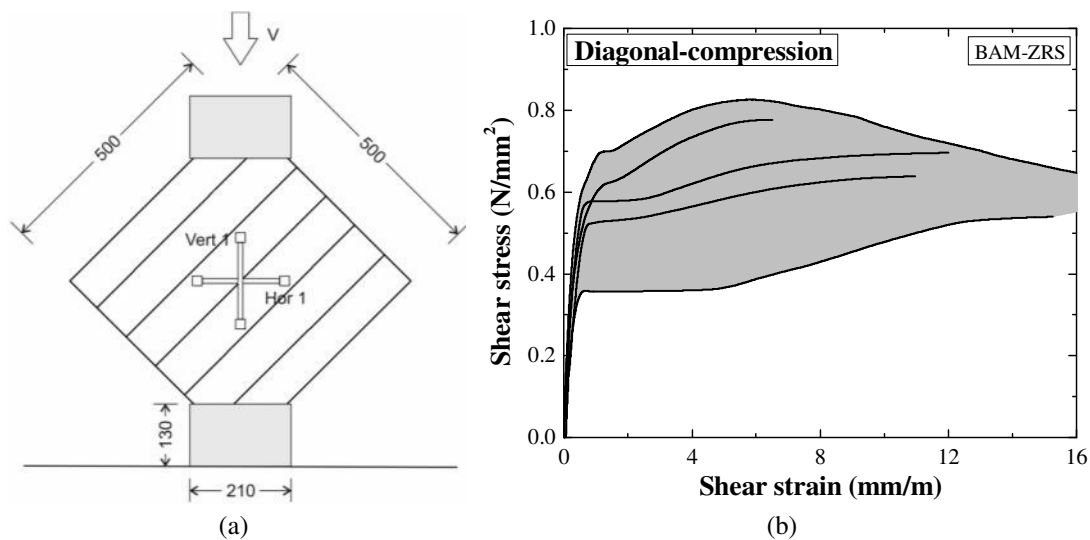 V
500
500
Vert 1
Hor 1
130
210
(a)
Diagonal-compression
BAM-ZRS
Shear stress (N/mm²)
1.0
0.8
0.6
0.4
0.2
0.0
0
4
8
12
16
Shear strain (mm/m)
(b)